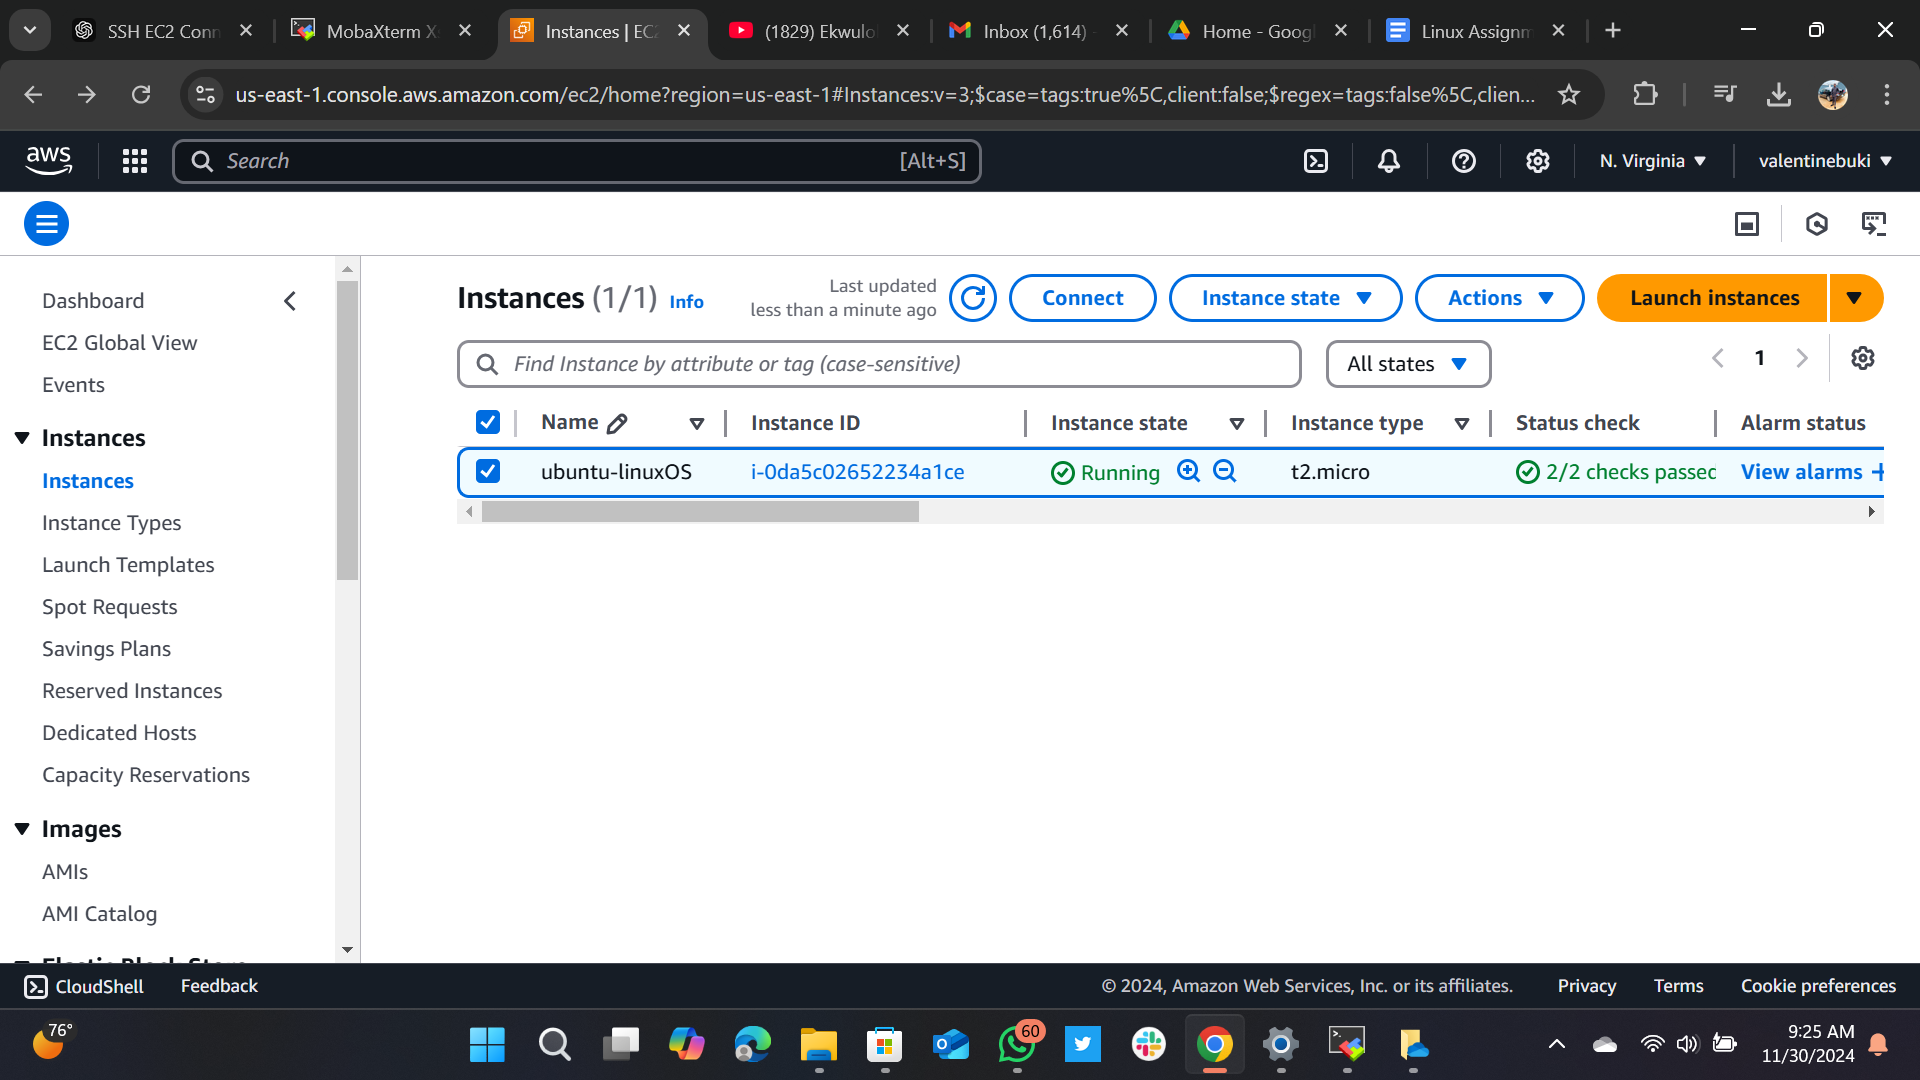 SSH EC2 Conn
MobaXterm X
Instances | EC2
(1829) Ekwulo
Inbox (1,614) -
Home - Googl
Linux Assignm
us-east-1.console.aws.amazon.com/ec2/home?region=us-east-1#Instances:v=3;$case=tags:true%5C,client:false;$regex=tags:false%5C,clien...
aws
Search
[Alt+S]
N. Virginia
valentinebuki
Dashboard
EC2 Global View
Events
Instances
Instances
Instance Types
Launch Templates
Spot Requests
Savings Plans
Reserved Instances
Dedicated Hosts
Capacity Reservations
Images
AMIs
AMI Catalog
Elastic Block Store
Instances (1/1) Info
Last updated
less than a minute ago
Connect
Instance state
Actions
Launch instances
Find Instance by attribute or tag (case-sensitive)
All states
1
Name
Instance ID
Instance state
Instance type
Status check
Alarm status
ubuntu-linuxOS
i-0da5c02652234a1ce
Running
t2.micro
2/2 checks passed
View alarms +
CloudShell
Feedback
© 2024, Amazon Web Services, Inc. or its affiliates.
Privacy
Terms
Cookie preferences
76°
60
9:25 AM
11/30/2024